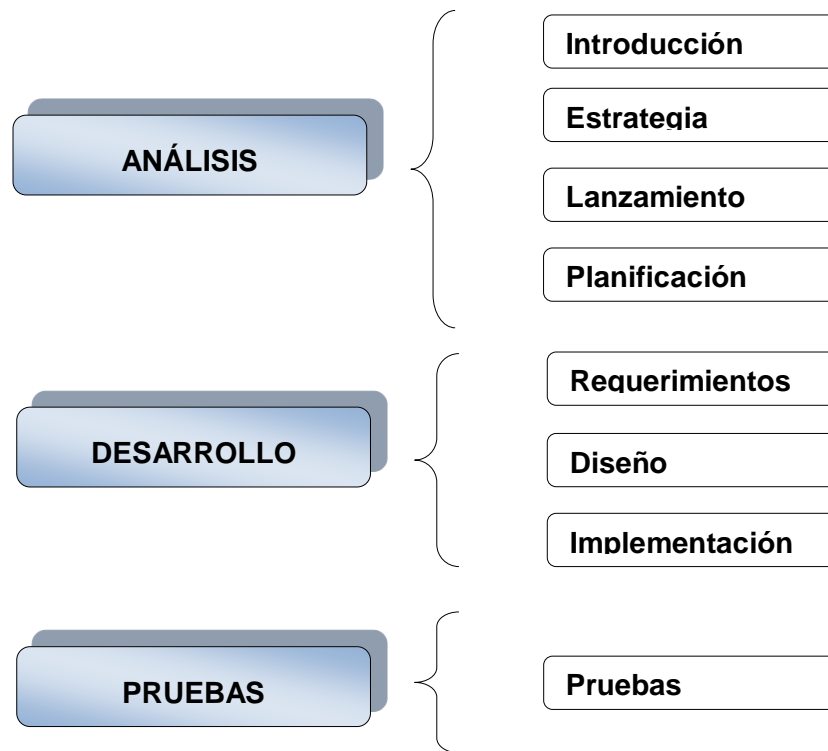 ANÁLISIS
Introducción
Estrategia
Lanzamiento
Planificación
DESARROLLO
Requerimientos
Diseño
Implementación
PRUEBAS
Pruebas